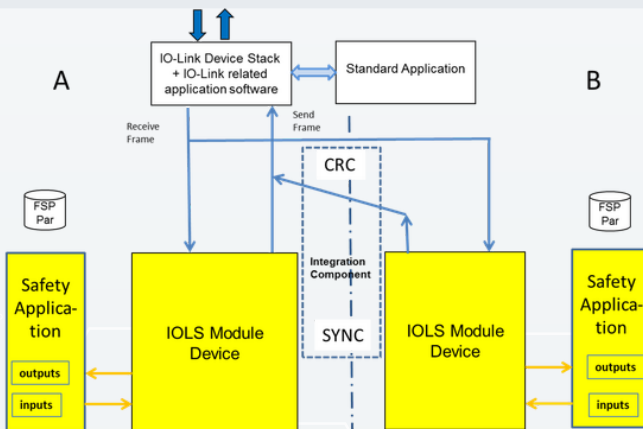 A
IO-Link Device Stack
+ IO-Link related
application software
Standard Application
B
Receive
Frame
Send
Frame
CRC
FSP
Par
FSP
Par
Integration
Component
Safety
Applica-
tion
IOLS Module
Device
SYNC
IOLS Module
Device
Safety
Applica-
tion
outputs
inputs
outputs
inputs